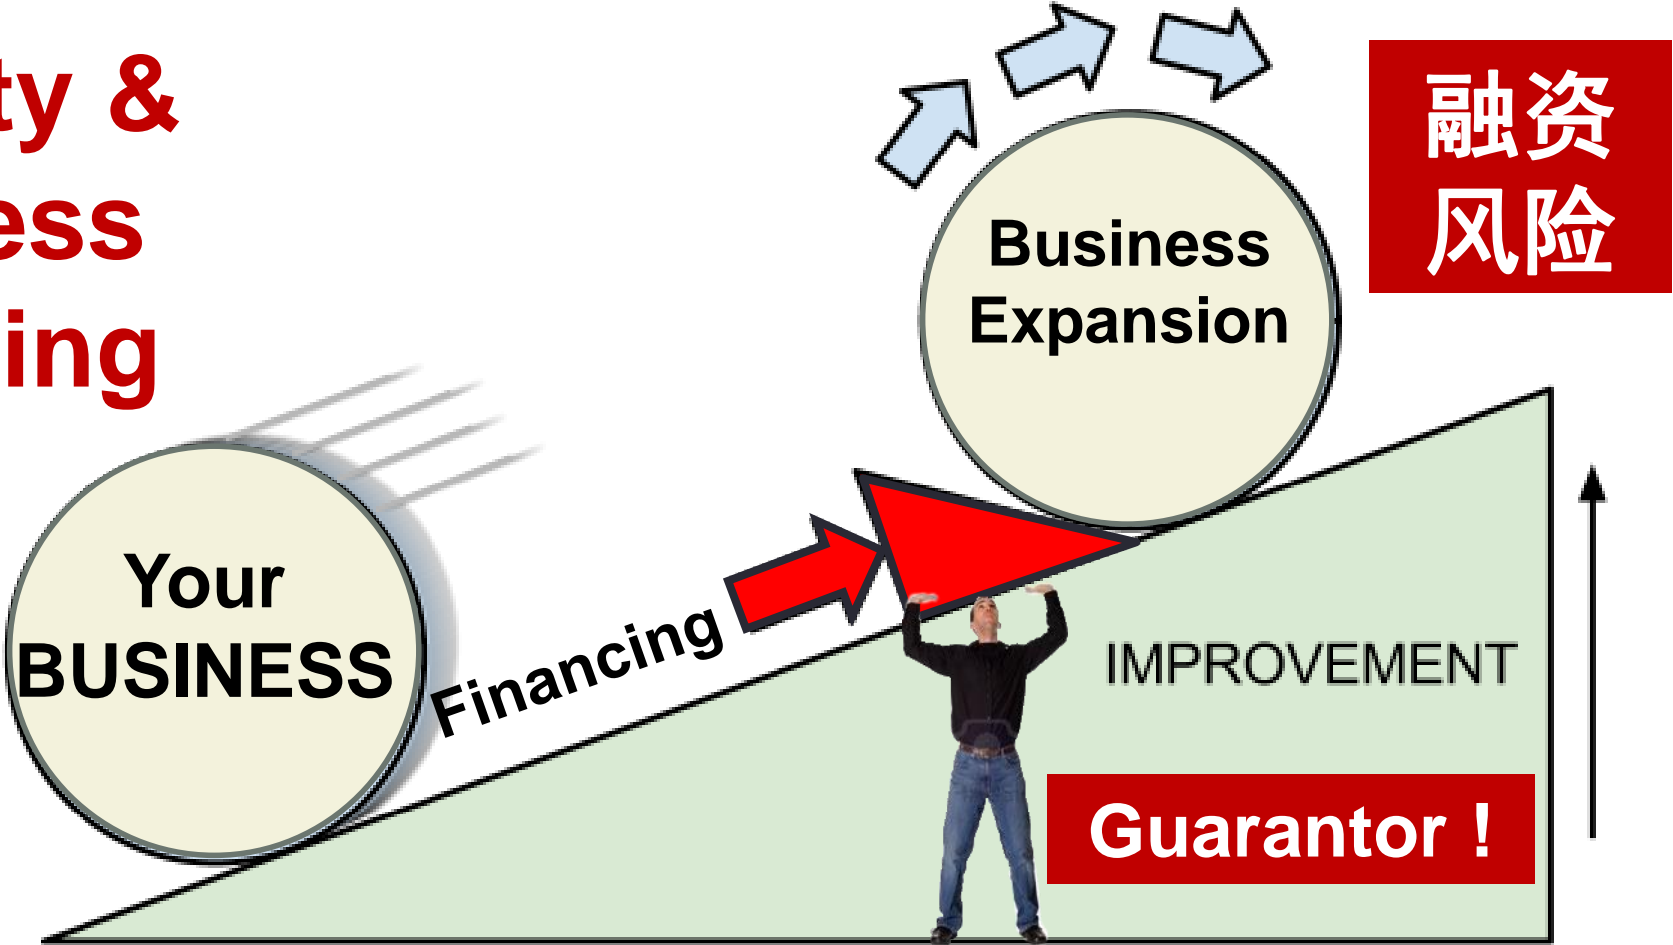 ty &
ess
ing
融资
风险
Business
Expansion
Your
BUSINESS
Financing
IMPROVEMENT
Guarantor !